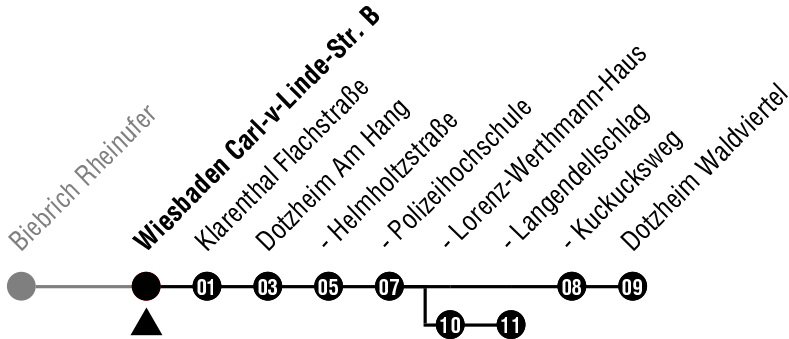 Biebrich Rheinufer
Wiesbaden Carl-v-Linde-Str. B
Klarenthal Flachstraße
Dotzheim Am Hang
- Helmholtzstraße
- Polizeihochschule
- Lorenz-Werthmann-Haus
- Langendellschlag
- Kuckucksweg
Dotzheim Waldviertel
01 03 05 07 08 09
10 11